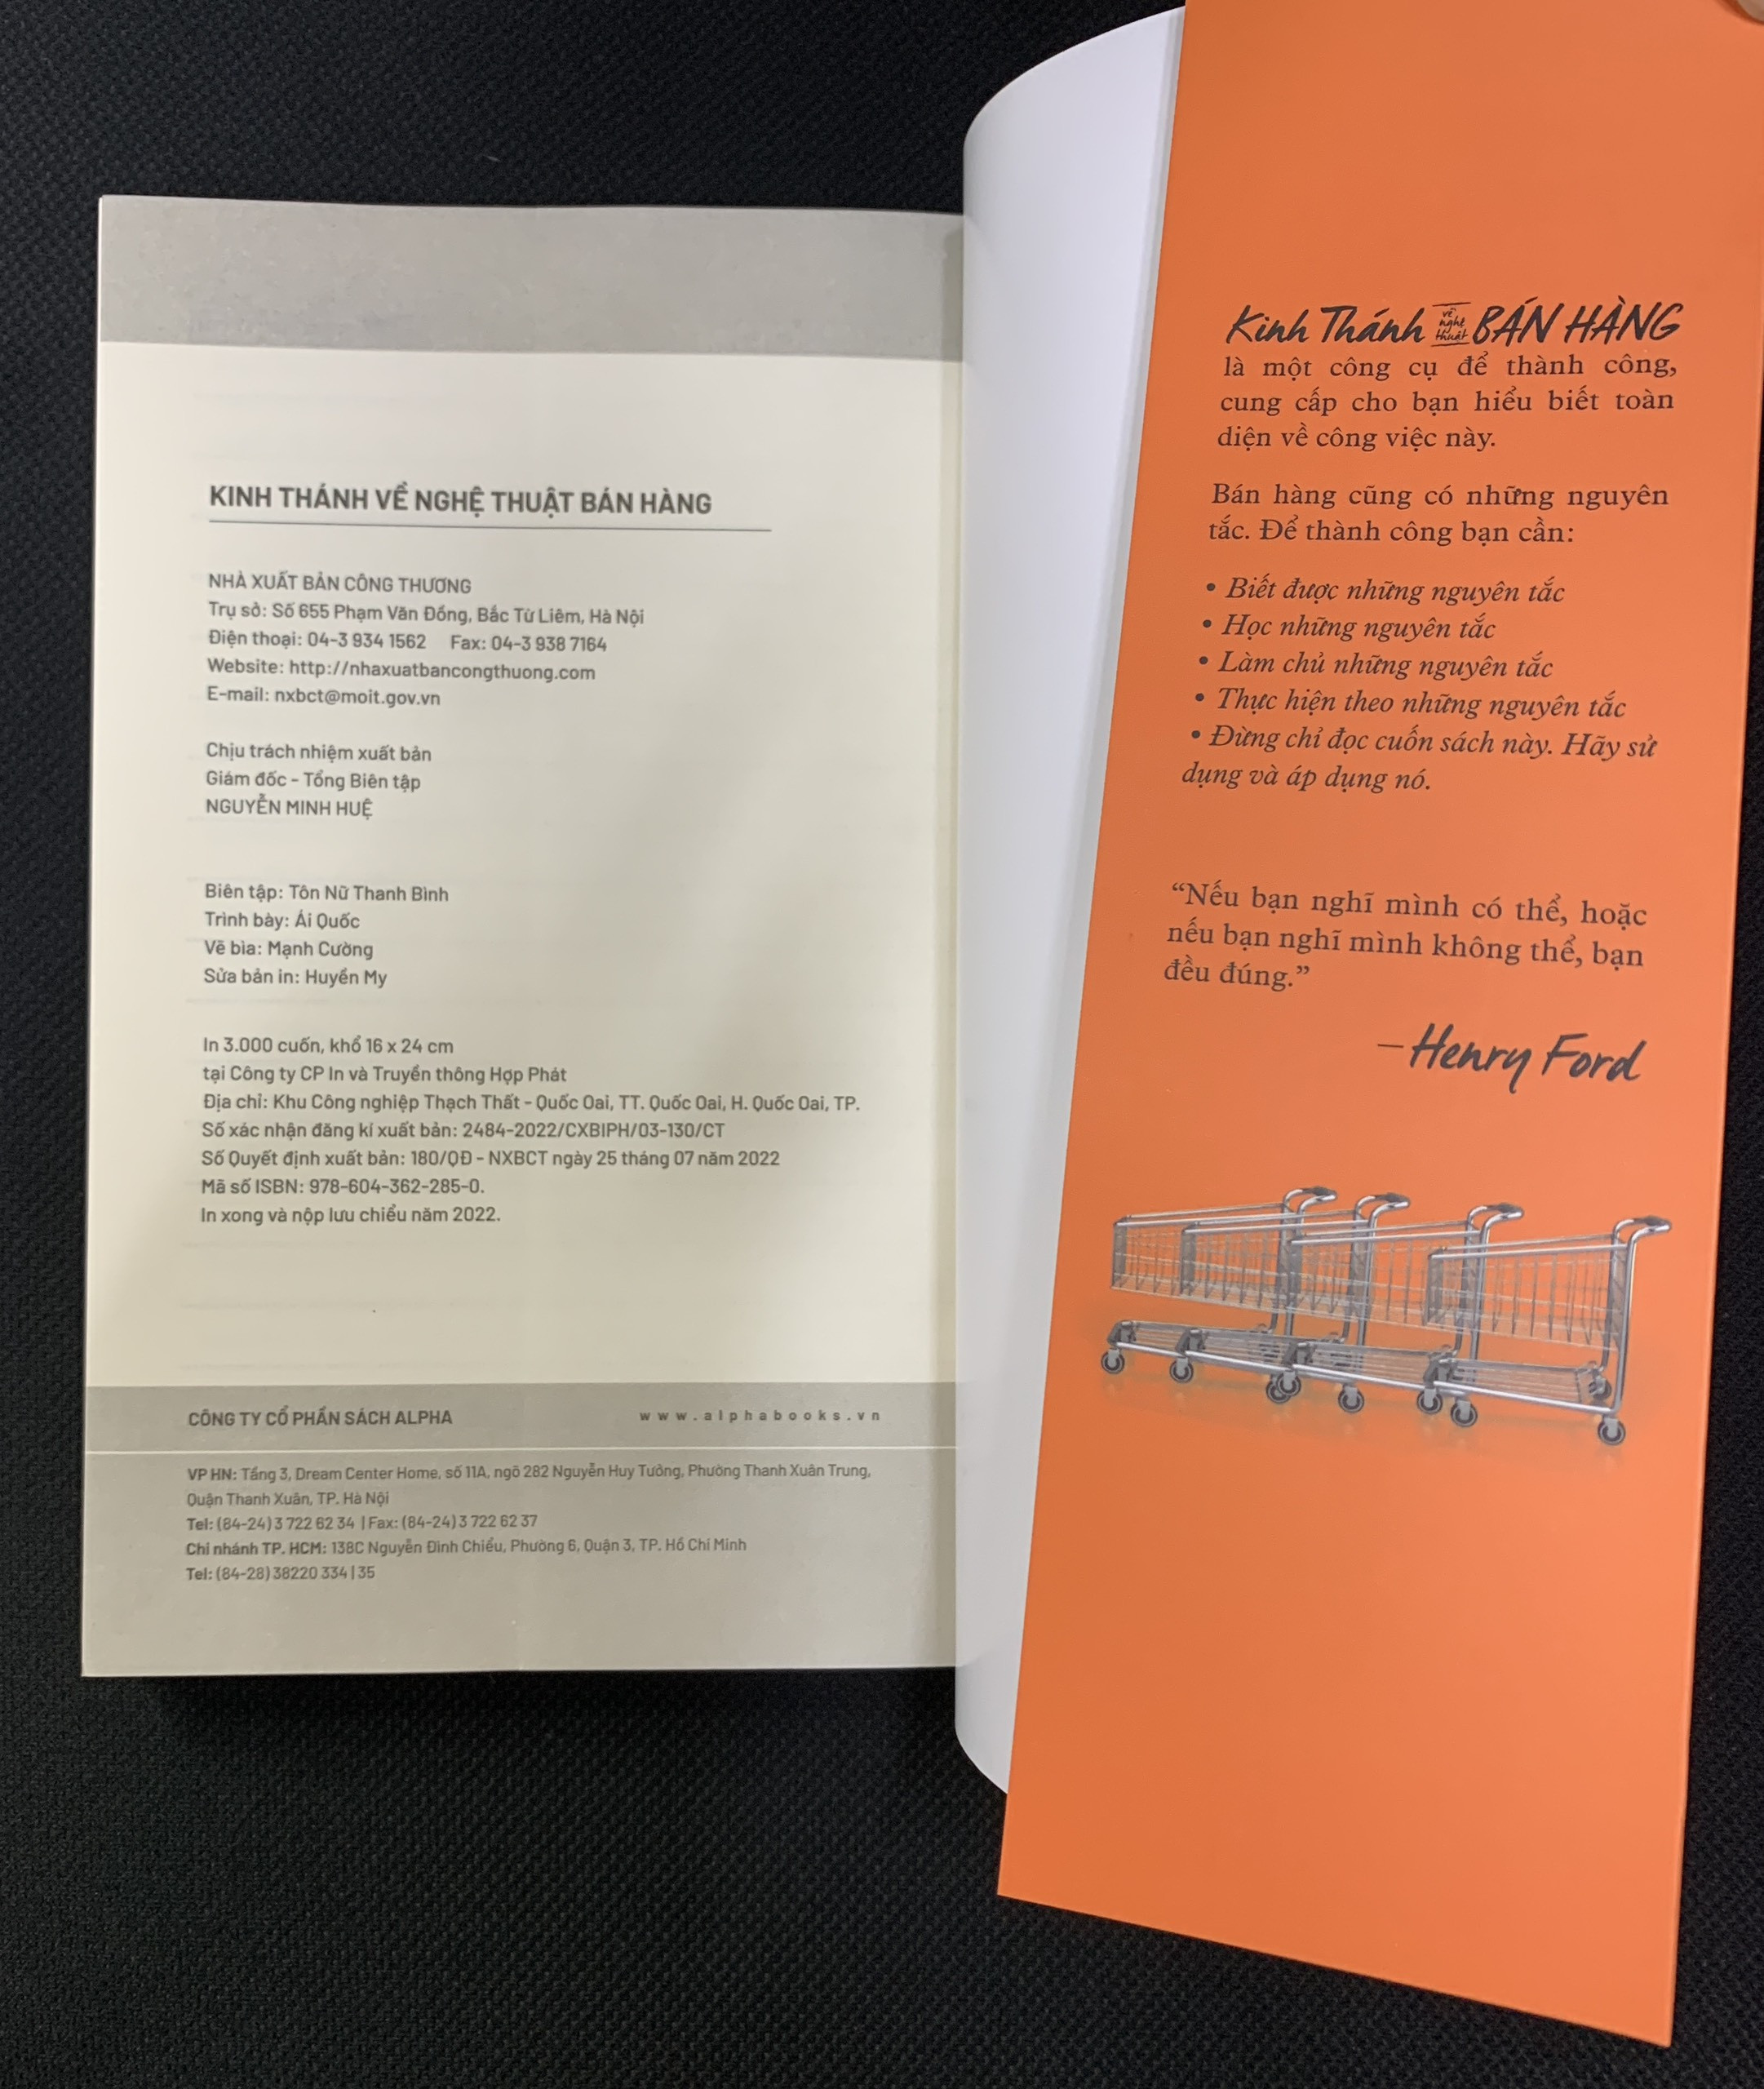 KINH THÁNH VỀ NGHỆ THUẬT BÁN HÀNG
NHÀ XUẤT BẢN CÔNG THƯƠNG
Trụ sở: Số 655 Phạm Văn Đồng, Bắc Từ Liêm, Hà Nội
Điện thoại: 04-3 934 1562 Fax: 04-3 938 7164
Website: http://nhaxuatbancongthuong.com
E-mail: nxbct@moit.gov.vn
Chịu trách nhiệm xuất bản
Giám đốc - Tổng Biên tập
NGUYỄN MINH HUỆ
Biên tập: Tôn Nữ Thanh Bình
Trình bày: Ái Quốc
Vẽ bìa: Mạnh Cường
Sửa bản in: Huyền My
In 3.000 cuốn, khổ 16 x 24 cm
tại Công ty CP In và Truyền thông Hợp Phát
Địa chỉ: Khu Công nghiệp Thạch Thất - Quốc Oai, TT. Quốc Oai, H. Quốc Oai, TP.
Số xác nhận đăng kí xuất bản: 2484-2022/CXBIPH/03-130/CT
Số Quyết định xuất bản: 180/QĐ - NXBCT ngày 25 tháng 07 năm 2022
Mã số ISBN: 978-604-362-285-0.
In xong và nộp lưu chiểu năm 2022.
CÔNG TY CỔ PHẦN SÁCH ALPHA www.alphabooks.vn
VP HN: Tầng 3, Dream Center Home, số 11A, ngõ 282 Nguyễn Huy Tưởng, Phường Thanh Xuân Trung,
Quận Thanh Xuân, TP. Hà Nội
Tel: (84-24) 3 722 62 34 | Fax: (84-24) 3 722 62 37
Chi nhánh TP. HCM: 138C Nguyễn Đình Chiểu, Phường 6, Quận 3, TP. Hồ Chí Minh
Tel: (84-28) 38220 334 | 35
Kinh Thánh về nghệ thuật BÁN HÀNG
là một công cụ để thành công,
cung cấp cho bạn hiểu biết toàn
diện về công việc này.
Bán hàng cũng có những nguyên
tắc. Để thành công bạn cần:
• Biết được những nguyên tắc
• Học những nguyên tắc
• Làm chủ những nguyên tắc
• Thực hiện theo những nguyên tắc
• Đừng chỉ đọc cuốn sách này. Hãy sử
dụng và áp dụng nó.
“Nếu bạn nghĩ mình có thể, hoặc
nếu bạn nghĩ mình không thể, bạn
đều đúng.”
— Henry Ford